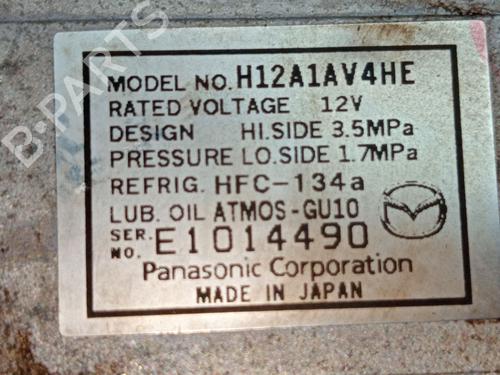 B-PARTS
MODEL NO. H12A1AV4HE
RATED VOLTAGE 12V
DESIGN HI.SIDE 3.5MPa
PRESSURE LO.SIDE 1.7MPa
REFRIG. HFC-134a
LUB. OIL ATMOS-GU10
SER. NO. E1014490
Panasonic Corporation
MADE IN JAPAN